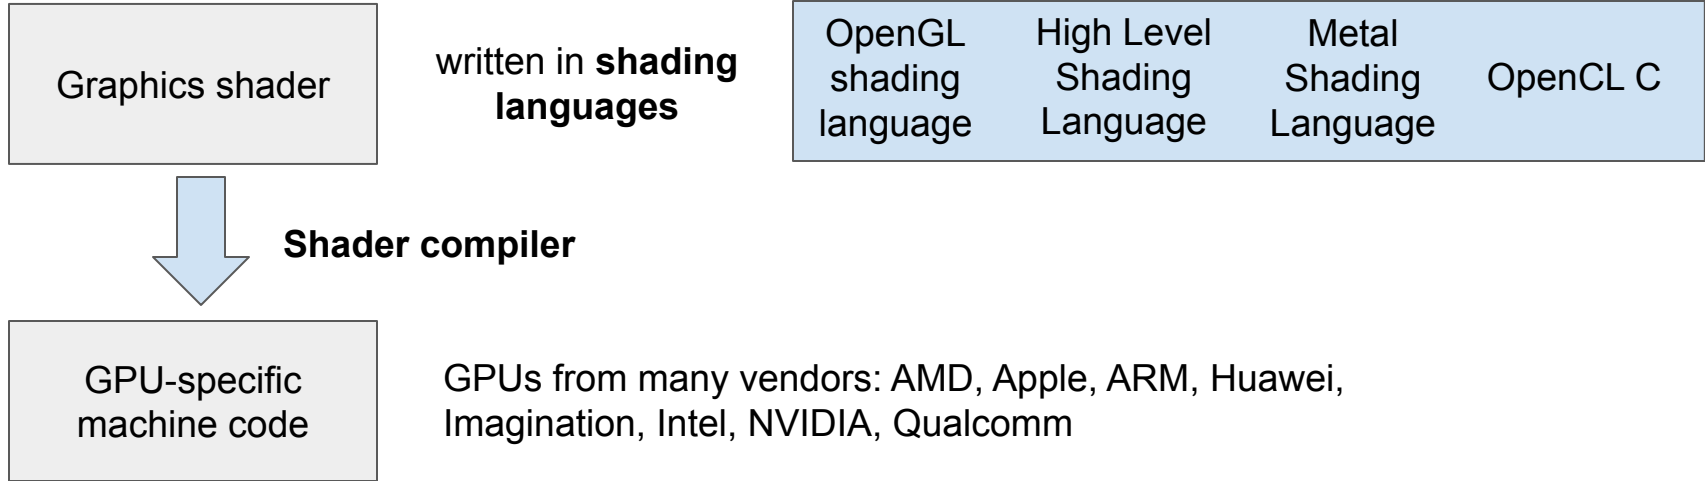 Graphics shader
written in shading
languages
OpenGL
shading
language
High Level
Shading
Language
Metal
Shading
Language
OpenCL C
Shader compiler
GPU-specific
machine code
GPUs from many vendors: AMD, Apple, ARM, Huawei,
Imagination, Intel, NVIDIA, Qualcomm